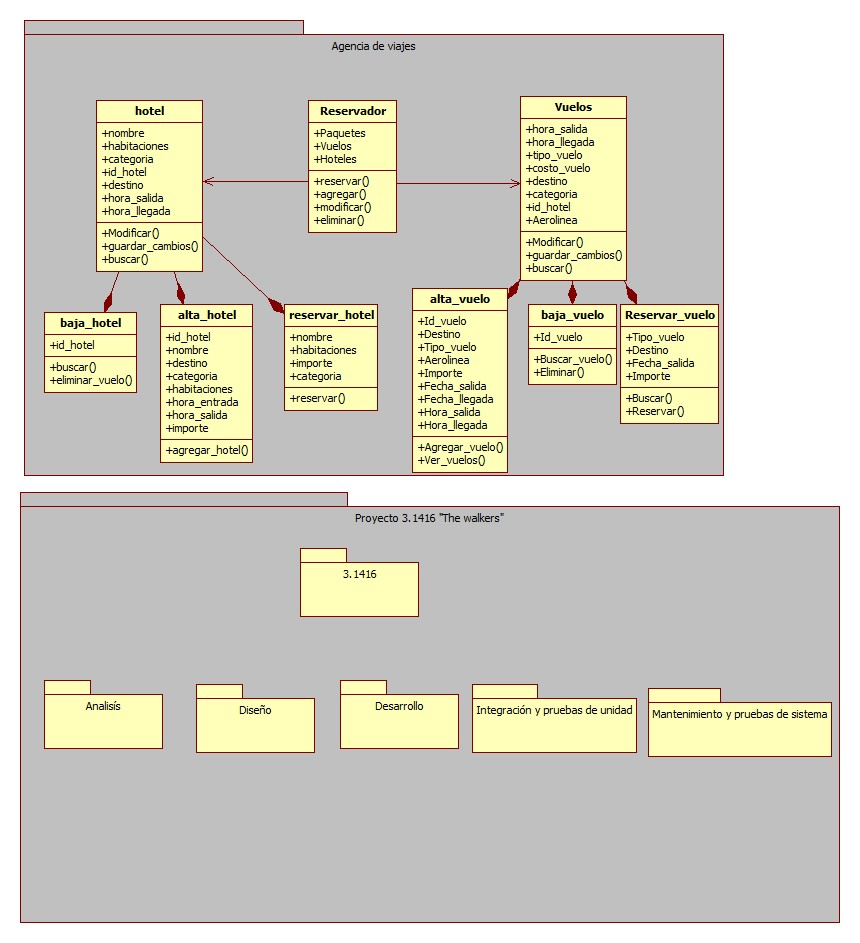 Agencia de viajes
hotel
+nombre
+habitaciones
+categoria
+id_hotel
+destino
+hora_salida
+hora_llegada
+Modificar()
+guardar_cambios()
+buscar()
Reservador
+Paquetes
+Vuelos
+Hoteles
+reservar()
+agregar()
+modificar()
+eliminar()
Vuelos
+hora_salida
+hora_llegada
+tipo_vuelo
+costo_vuelo
+destino
+categoria
+id_hotel
+Aerolinea
+Modificar()
+guardar_cambios()
+buscar()
baja_hotel
+id_hotel
+buscar()
+eliminar_vuelo()
alta_hotel
+id_hotel
+nombre
+destino
+categoria
+habitaciones
+hora_entrada
+hora_salida
+importe
+agregar_hotel()
reservar_hotel
+nombre
+habitaciones
+importe
+categoria
+reservar()
alta_vuelo
+Id_vuelo
+Destino
+Tipo_vuelo
+Aerolinea
+Importe
+Fecha_salida
+Fecha_llegada
+Hora_salida
+Hora_llegada
+Agregar_vuelo()
+Ver_vuelos()
baja_vuelo
+Id_vuelo
+Buscar_vuelo()
+Eliminar()
Reservar_vuelo
+Tipo_vuelo
+Destino
+Fecha_salida
+Importe
+Buscar()
+Reservar()
Proyecto 3.1416 "The walkers"
3.1416
Analisís
Diseño
Desarrollo
Integración y pruebas de unidad
Mantenimiento y pruebas de sistema